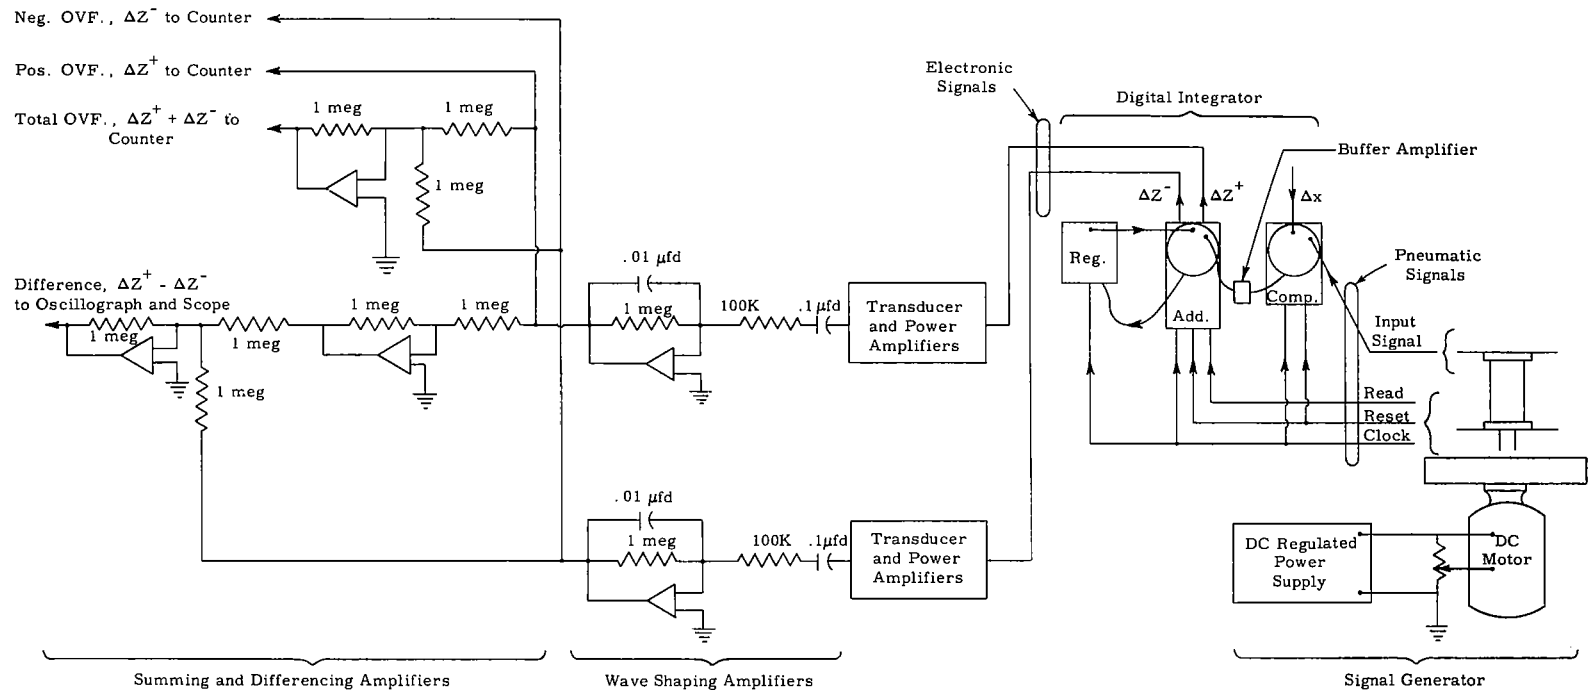 Neg. OVF., ΔZ⁻ to Counter
Pos. OVF., ΔZ⁺ to Counter
Total OVF., ΔZ⁺ + ΔZ⁻ to
Counter
1 meg
1 meg
1 meg
Difference, ΔZ⁺ - ΔZ⁻
to Oscillograph and Scope
1 meg
1 meg
1 meg
1 meg
1 meg
.01 μfd
1 meg
100K
.1μfd
Transducer
and Power
Amplifiers
.01 μfd
1 meg
100K
.1μfd
Transducer
and Power
Amplifiers
Electronic
Signals
Digital Integrator
Buffer Amplifier
ΔZ⁻
ΔZ⁺
Δx
Reg.
Add.
Comp.
Pneumatic
Signals
Input
Signal
Read
Reset
Clock
DC Regulated
Power
Supply
DC
Motor
Summing and Differencing Amplifiers
Wave Shaping Amplifiers
Signal Generator